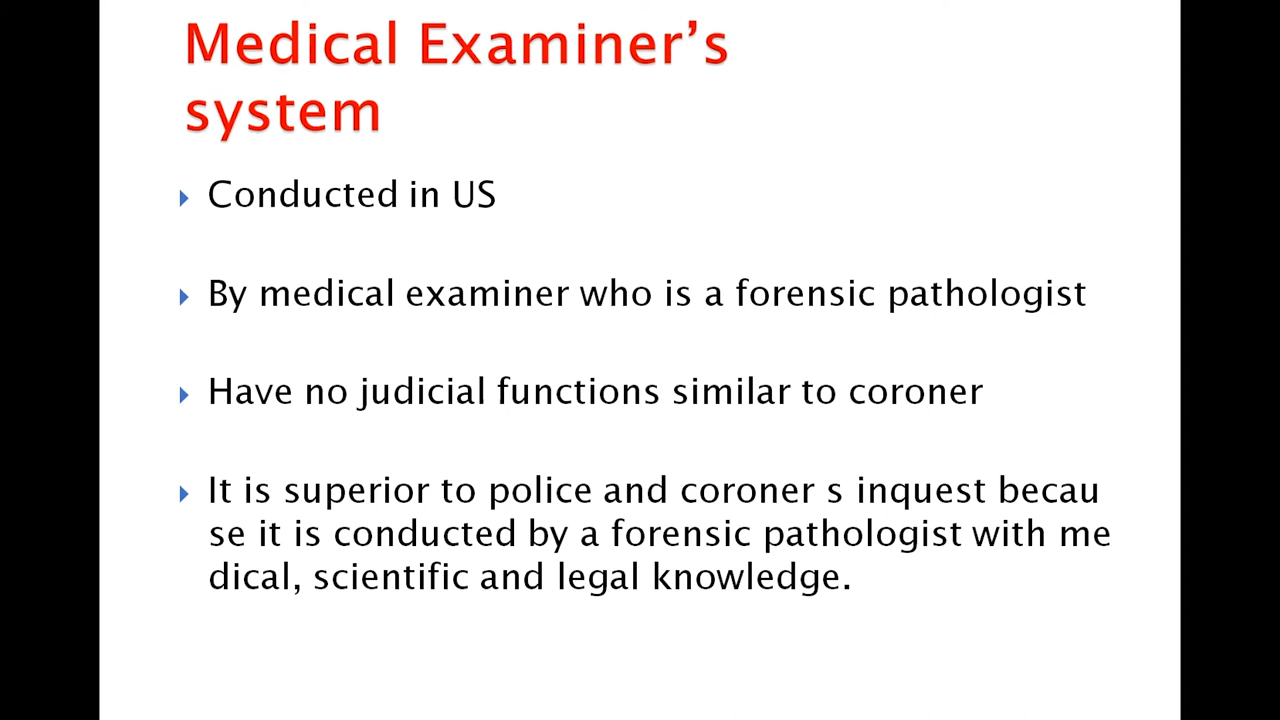 Medical Examiner’s
system
Conducted in US
By medical examiner who is a forensic pathologist
Have no judicial functions similar to coroner
It is superior to police and coroner s inquest becau
se it is conducted by a forensic pathologist with me
dical, scientific and legal knowledge.